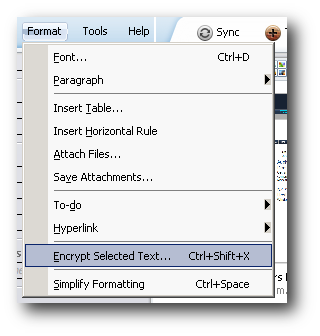 Format Tools Help Sync
Font... Ctrl+D
Paragraph
Insert Table...
Insert Horizontal Rule
Attach Files...
Save Attachments...
To-do
Hyperlink
Encrypt Selected Text... Ctrl+Shift+X
Simplify Formatting Ctrl+Space